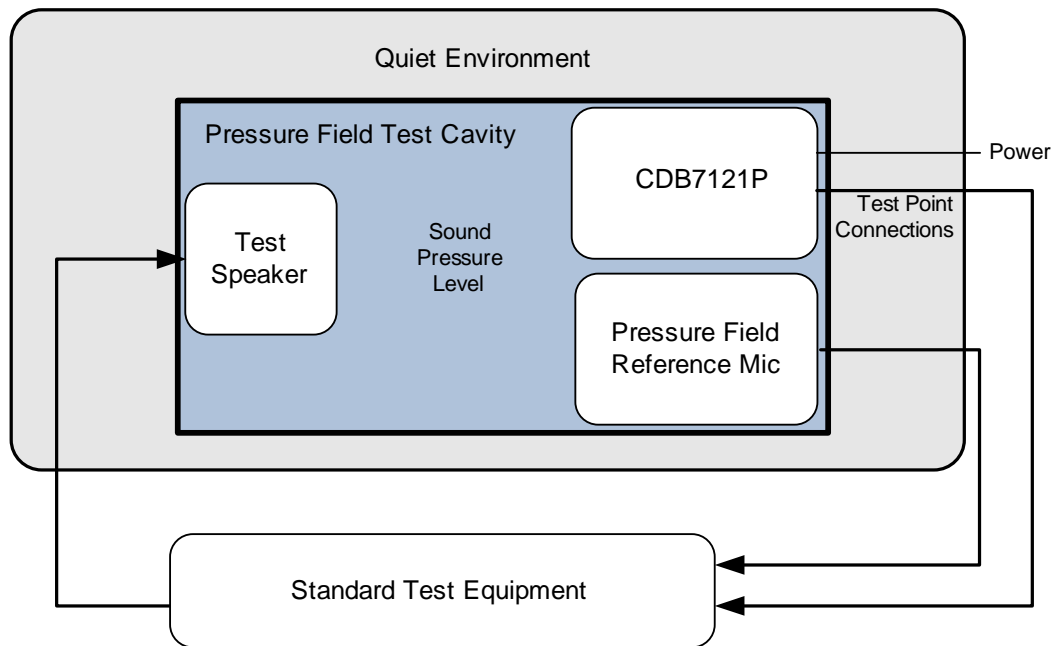 Quiet Environment
Pressure Field Test Cavity
CDB7121P
Power
Test Point
Connections
Test
Speaker
Sound
Pressure
Level
Pressure Field
Reference Mic
Standard Test Equipment